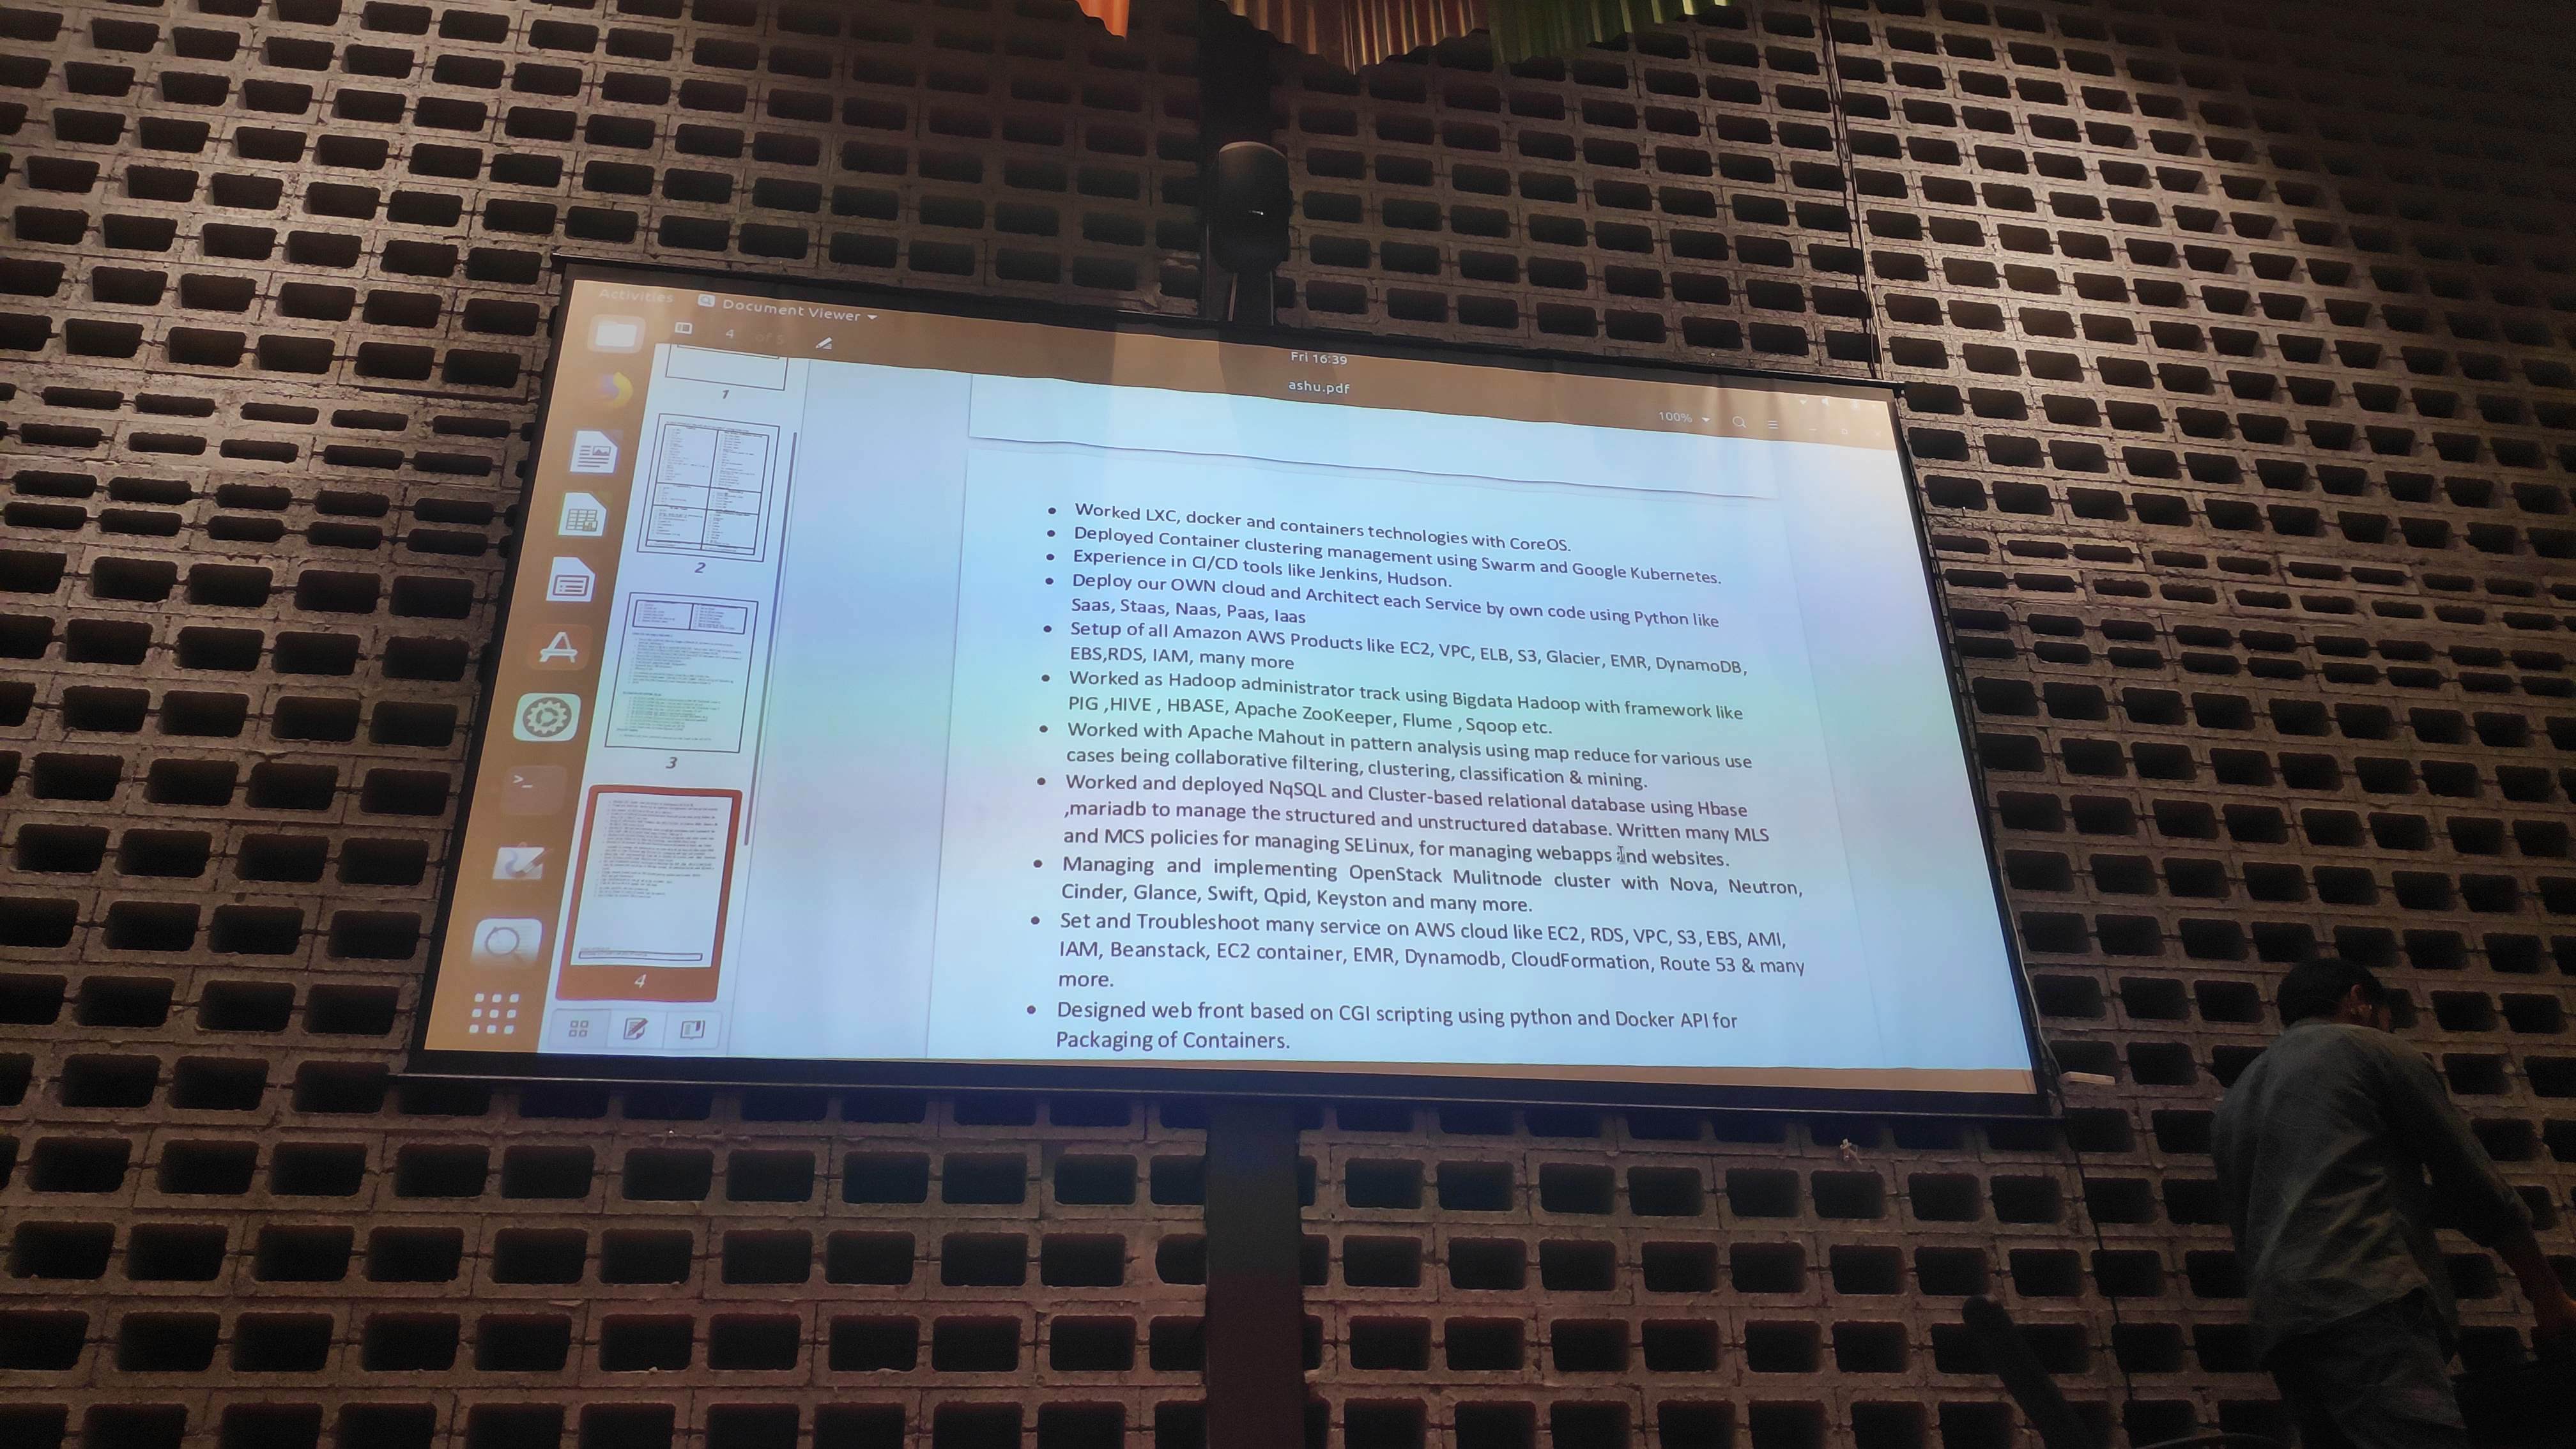 Activities
Document Viewer
Fri 16:39
4 of 5
ashu.pdf
100%
1
2
3
4
• Worked LXC, docker and containers technologies with CoreOS.
• Deployed Container clustering management using Swarm and Google Kubernetes.
• Experience in CI/CD tools like Jenkins, Hudson.
• Deploy our OWN cloud and Architect each Service by own code using Python like
Saas, Staas, Naas, Paas, Iaas
• Setup of all Amazon AWS Products like EC2, VPC, ELB, S3, Glacier, EMR, DynamoDB,
EBS,RDS, IAM, many more
• Worked as Hadoop administrator track using Bigdata Hadoop with framework like
PIG ,HIVE , HBASE, Apache ZooKeeper, Flume , Sqoop etc.
• Worked with Apache Mahout in pattern analysis using map reduce for various use
cases being collaborative filtering, clustering, classification & mining.
• Worked and deployed NqSQL and Cluster-based relational database using Hbase
,mariadb to manage the structured and unstructured database. Written many MLS
and MCS policies for managing SELinux, for managing webapps and websites.
• Managing and implementing OpenStack Mulitnode cluster with Nova, Neutron,
Cinder, Glance, Swift, Qpid, Keyston and many more.
• Set and Troubleshoot many service on AWS cloud like EC2, RDS, VPC, S3, EBS, AMI,
IAM, Beanstack, EC2 container, EMR, Dynamodb, CloudFormation, Route 53 & many
more.
• Designed web front based on CGI scripting using python and Docker API for
Packaging of Containers.